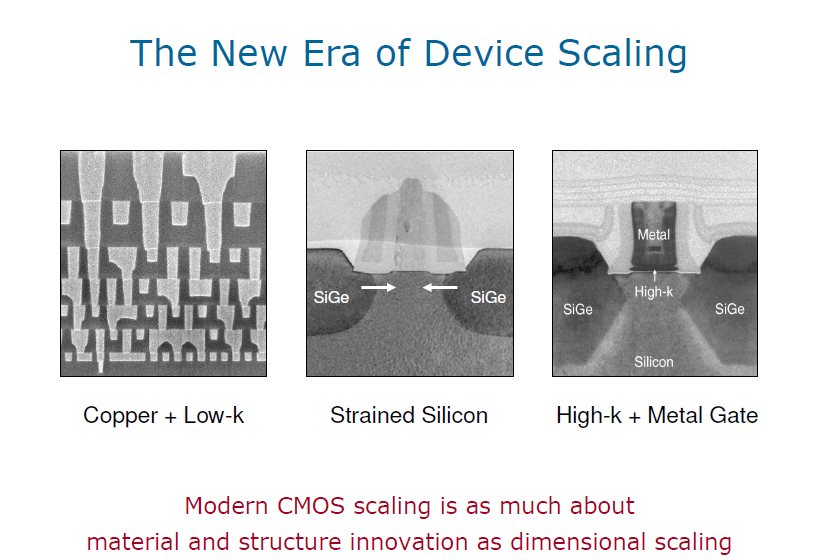 The New Era of Device Scaling
SiGe
SiGe
Metal
High-k
SiGe
SiGe
Silicon
Copper + Low-k
Strained Silicon
High-k + Metal Gate
Modern CMOS scaling is as much about
material and structure innovation as dimensional scaling